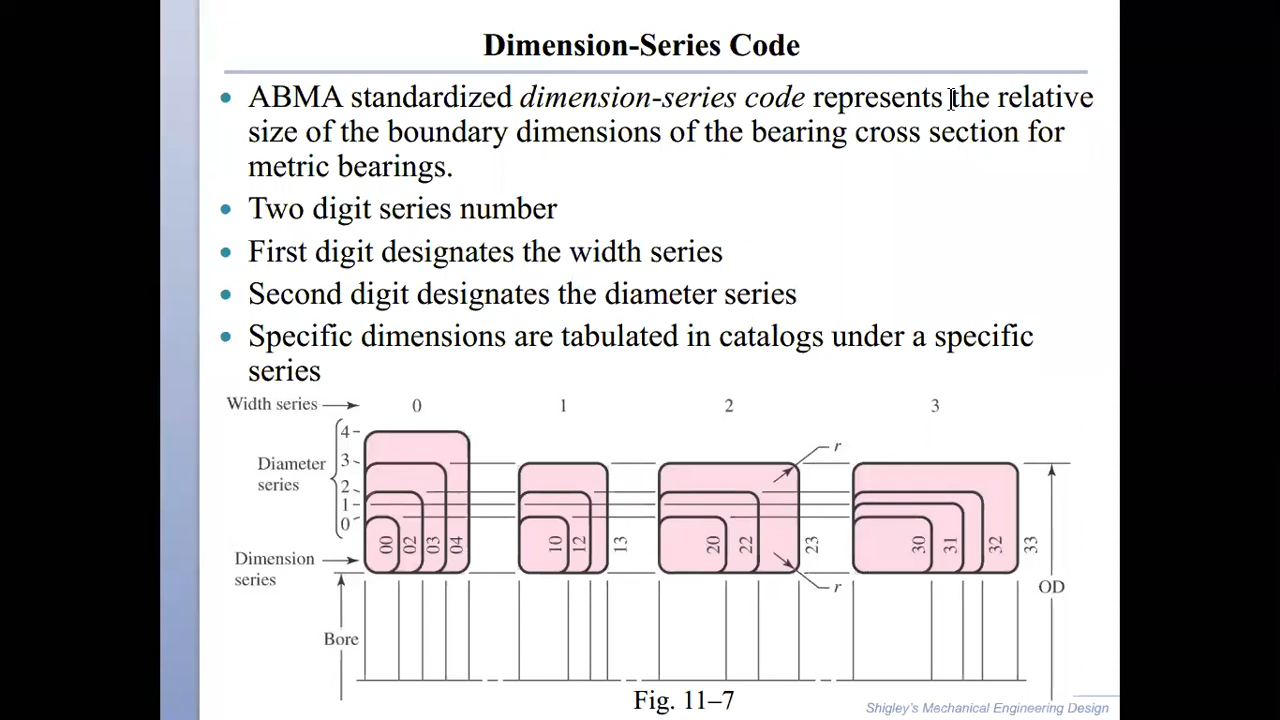 Dimension-Series Code
• ABMA standardized dimension-series code represents the relative
size of the boundary dimensions of the bearing cross section for
metric bearings.
• Two digit series number
• First digit designates the width series
• Second digit designates the diameter series
• Specific dimensions are tabulated in catalogs under a specific
series
Width series 0 1 2 3
Diameter
series
4
3
2
1
0
r
Dimension
series
00 02 03 04 10 12 13 20 22 23 30 31 32 33
r
OD
Bore
Fig. 11–7
Shigley's Mechanical Engineering Design